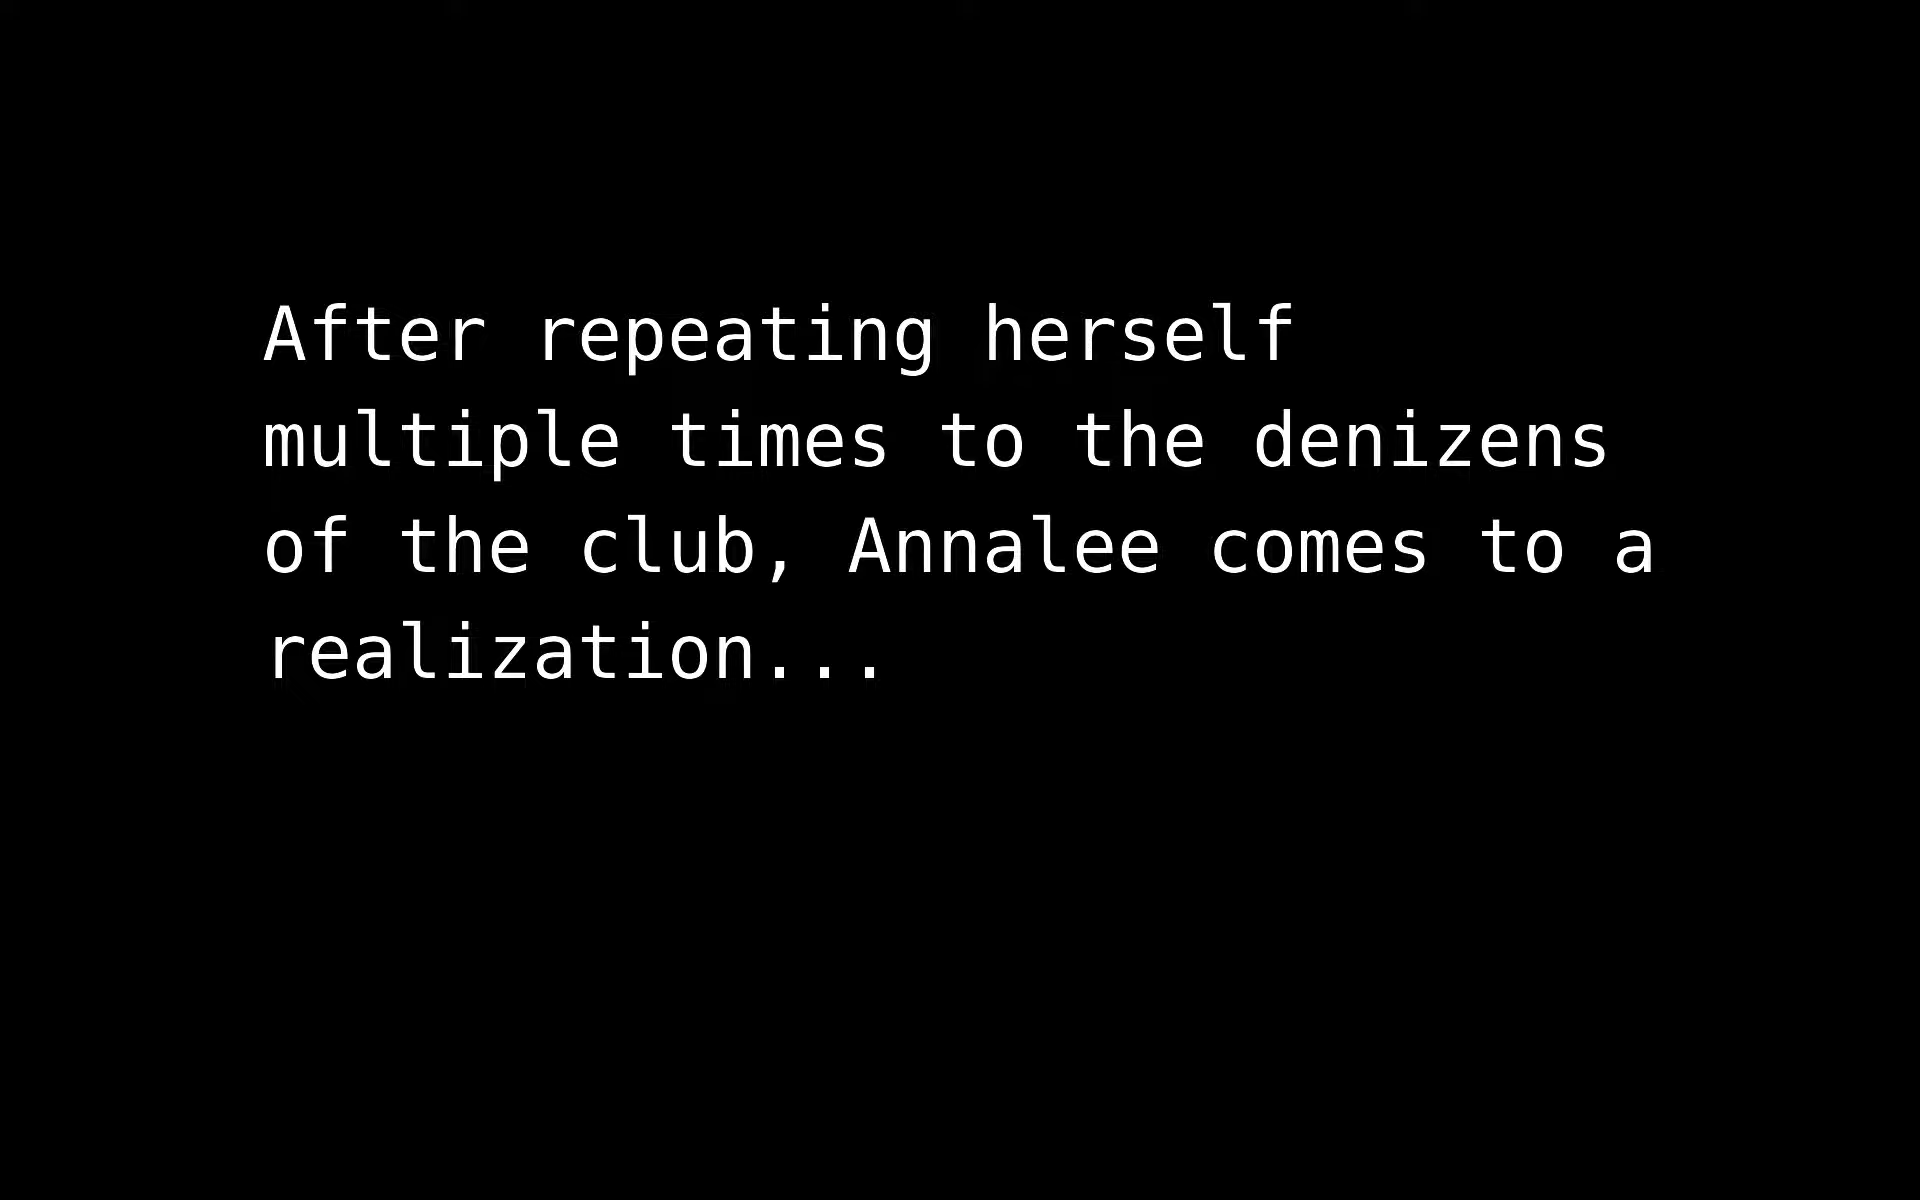 After repeating herself
multiple times to the denizens
of the club, Annalee comes to a
realization...